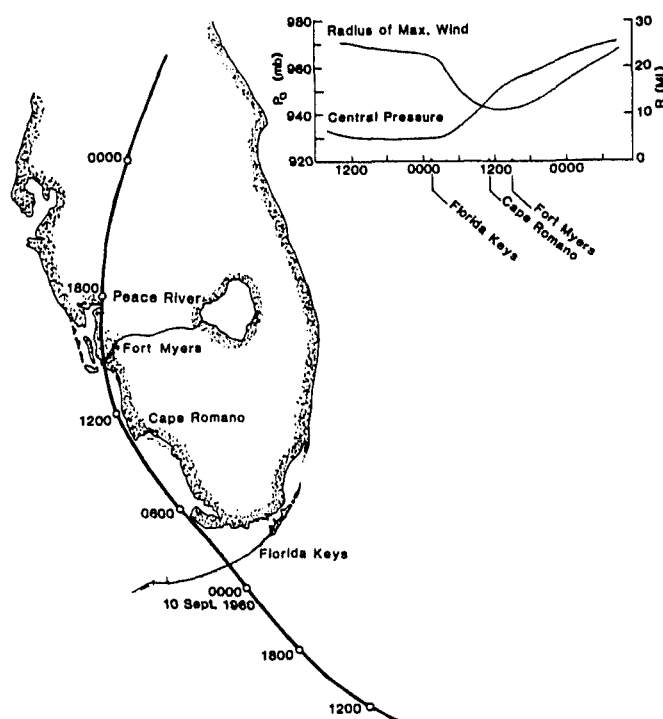 980
30
Radius of Max. Wind
P₀ (mb)
960
20
R (MI)
940
10
Central Pressure
920
0
1200
0000
1200
0000
Florida Keys
Cape Romano
Fort Myers
0000
1800
Peace River
Fort Myers
1200
Cape Romano
0600
Florida Keys
0000
10 Sept. 1960
1800
1200